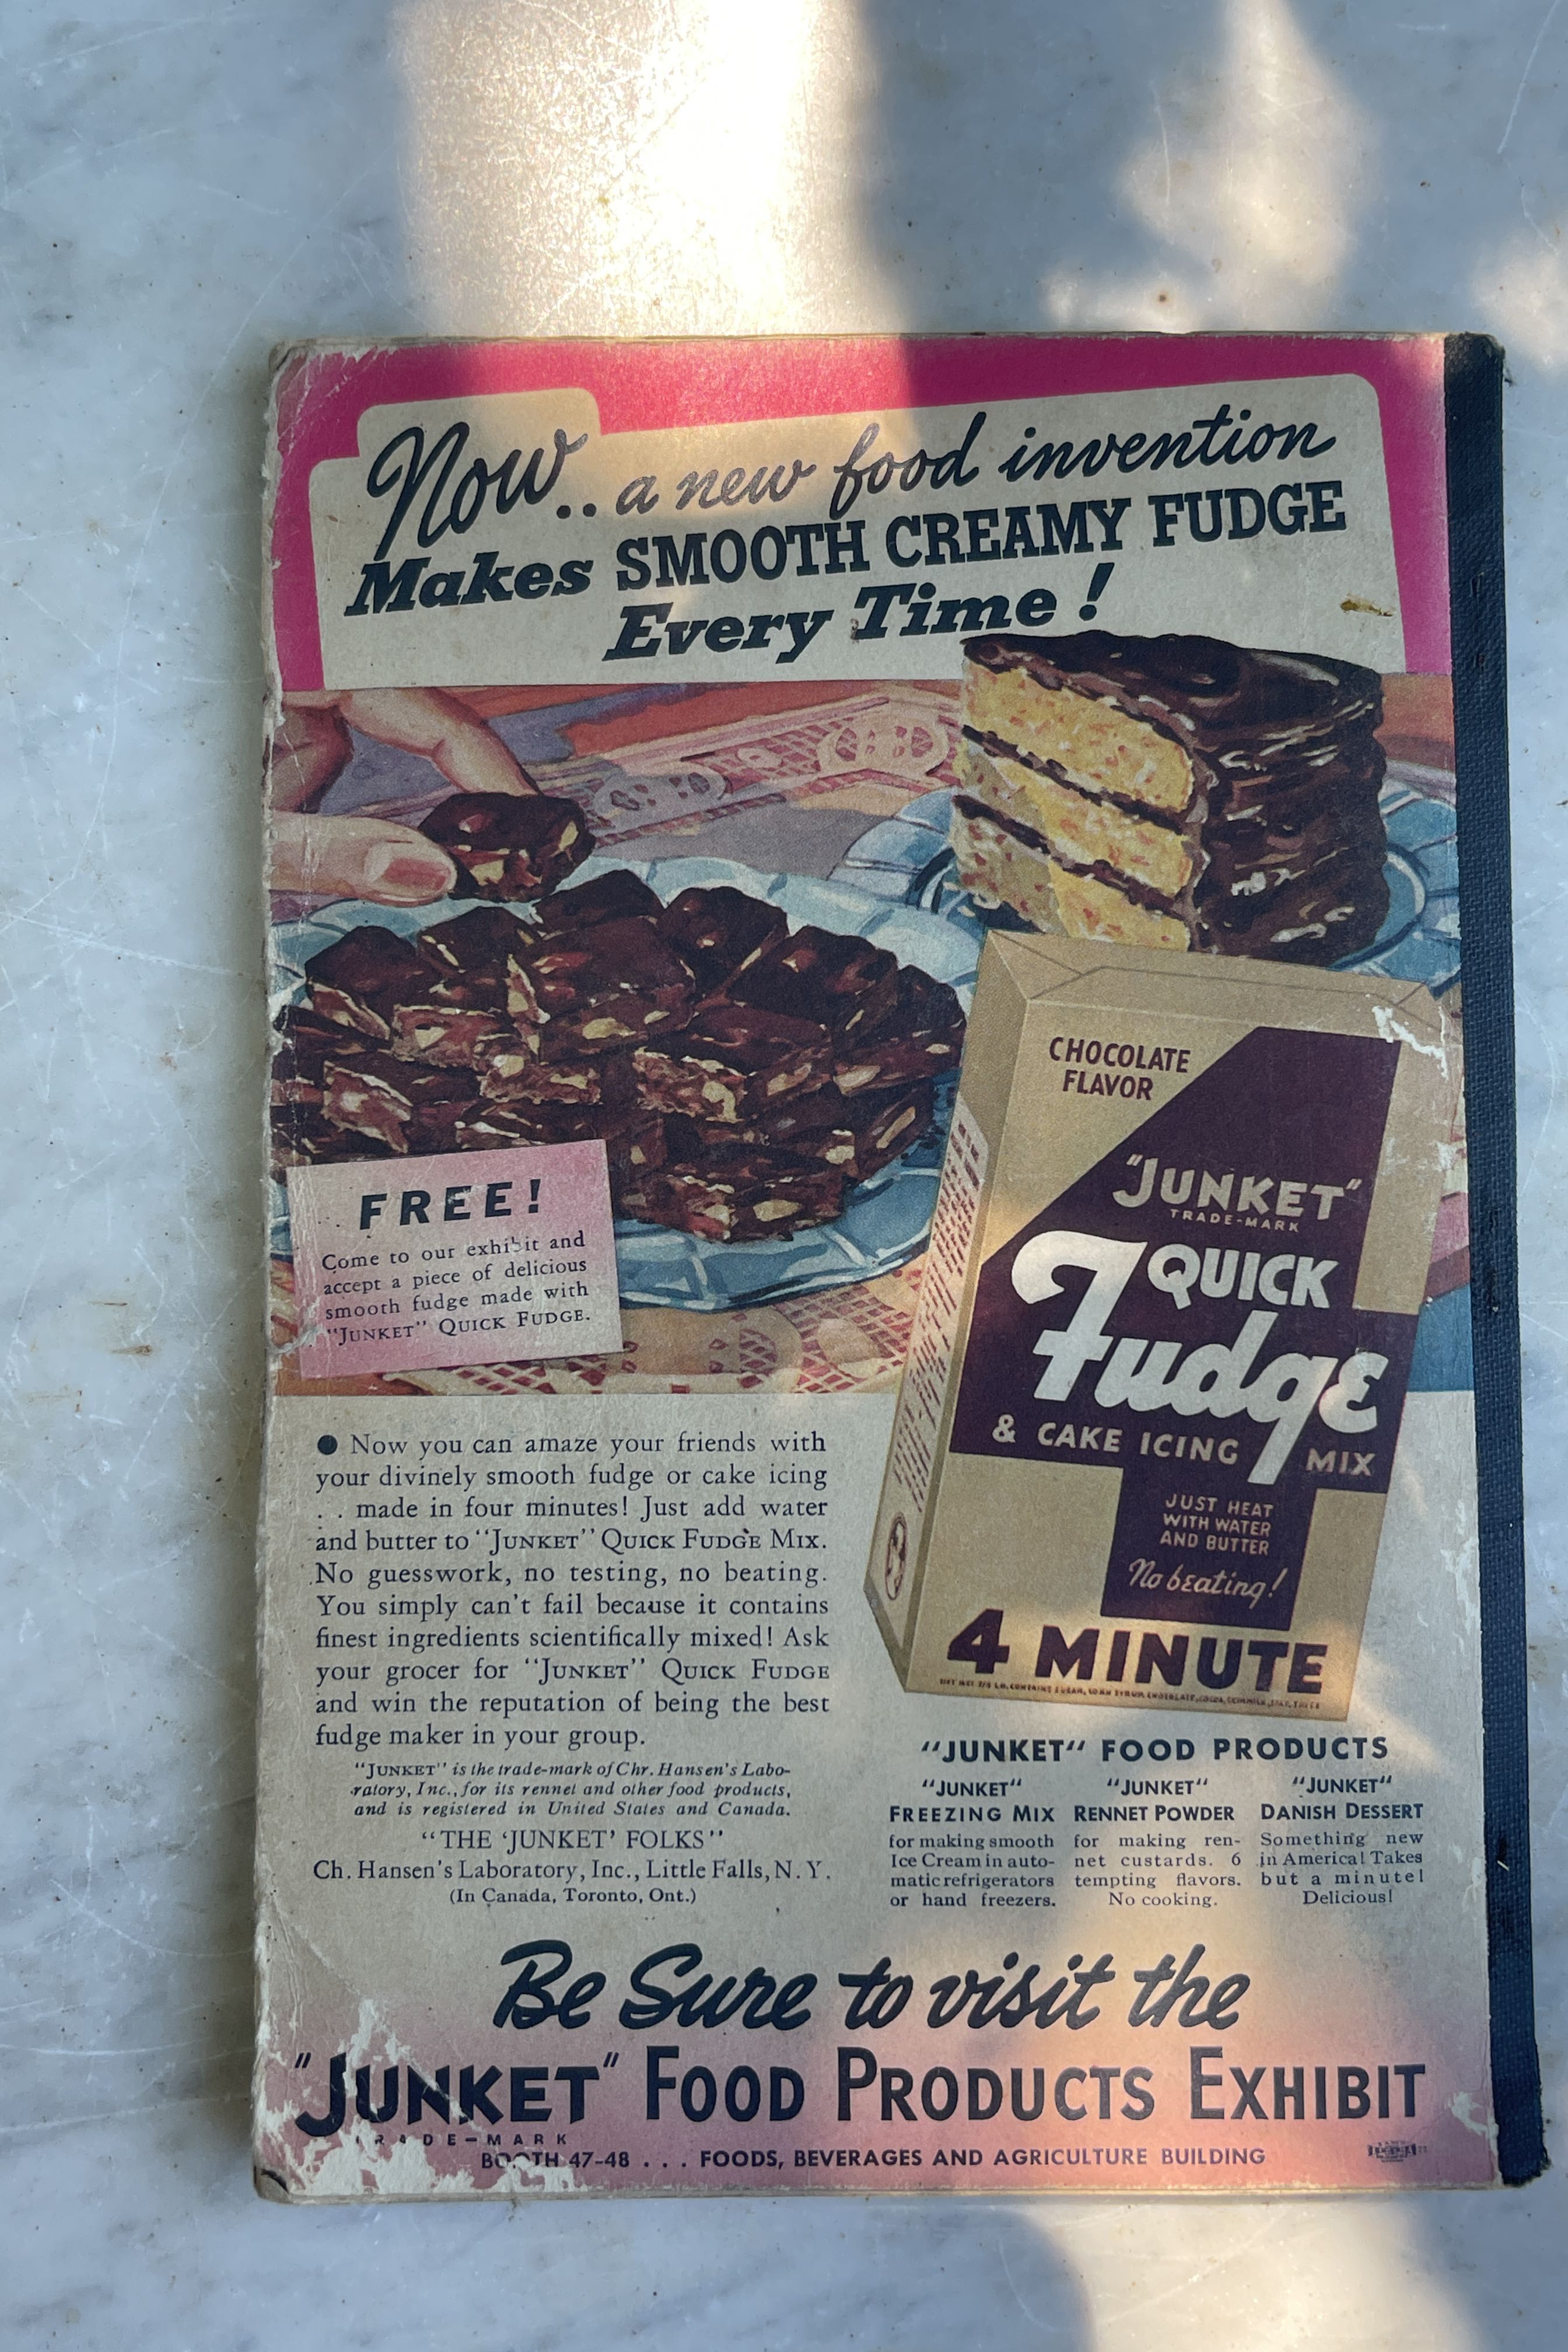 Now.. a new food invention
Makes SMOOTH CREAMY FUDGE
Every Time!
CHOCOLATE
FLAVOR
"JUNKET"
TRADE-MARK
QUICK
Fudge
& CAKE ICING MIX
JUST HEAT
WITH WATER
AND BUTTER
No beating!
4 MINUTE
FREE!
Come to our exhibit and
accept a piece of delicious
smooth fudge made with
"JUNKET" QUICK FUDGE.
● Now you can amaze your friends with
your divinely smooth fudge or cake icing
. . made in four minutes! Just add water
and butter to "JUNKET" QUICK FUDGE MIX.
No guesswork, no testing, no beating.
You simply can't fail because it contains
finest ingredients scientifically mixed! Ask
your grocer for "JUNKET" QUICK FUDGE
and win the reputation of being the best
fudge maker in your group.
"JUNKET" is the trade-mark of Chr. Hansen's Labo-
ratory, Inc., for its rennet and other food products,
and is registered in United States and Canada.
"THE 'JUNKET' FOLKS"
Ch. Hansen's Laboratory, Inc., Little Falls, N. Y.
(In Canada, Toronto, Ont.)
"JUNKET" FOOD PRODUCTS
"JUNKET"
FREEZING MIX
for making smooth
Ice Cream in auto-
matic refrigerators
or hand freezers.
"JUNKET"
RENNET POWDER
for making ren-
net custards. 6
tempting flavors.
No cooking.
"JUNKET"
DANISH DESSERT
Something new
in America! Takes
but a minute!
Delicious!
Be Sure to visit the
"JUNKET" FOOD PRODUCTS EXHIBIT
TRADE-MARK
BOOTH 47-48 . . . FOODS, BEVERAGES AND AGRICULTURE BUILDING